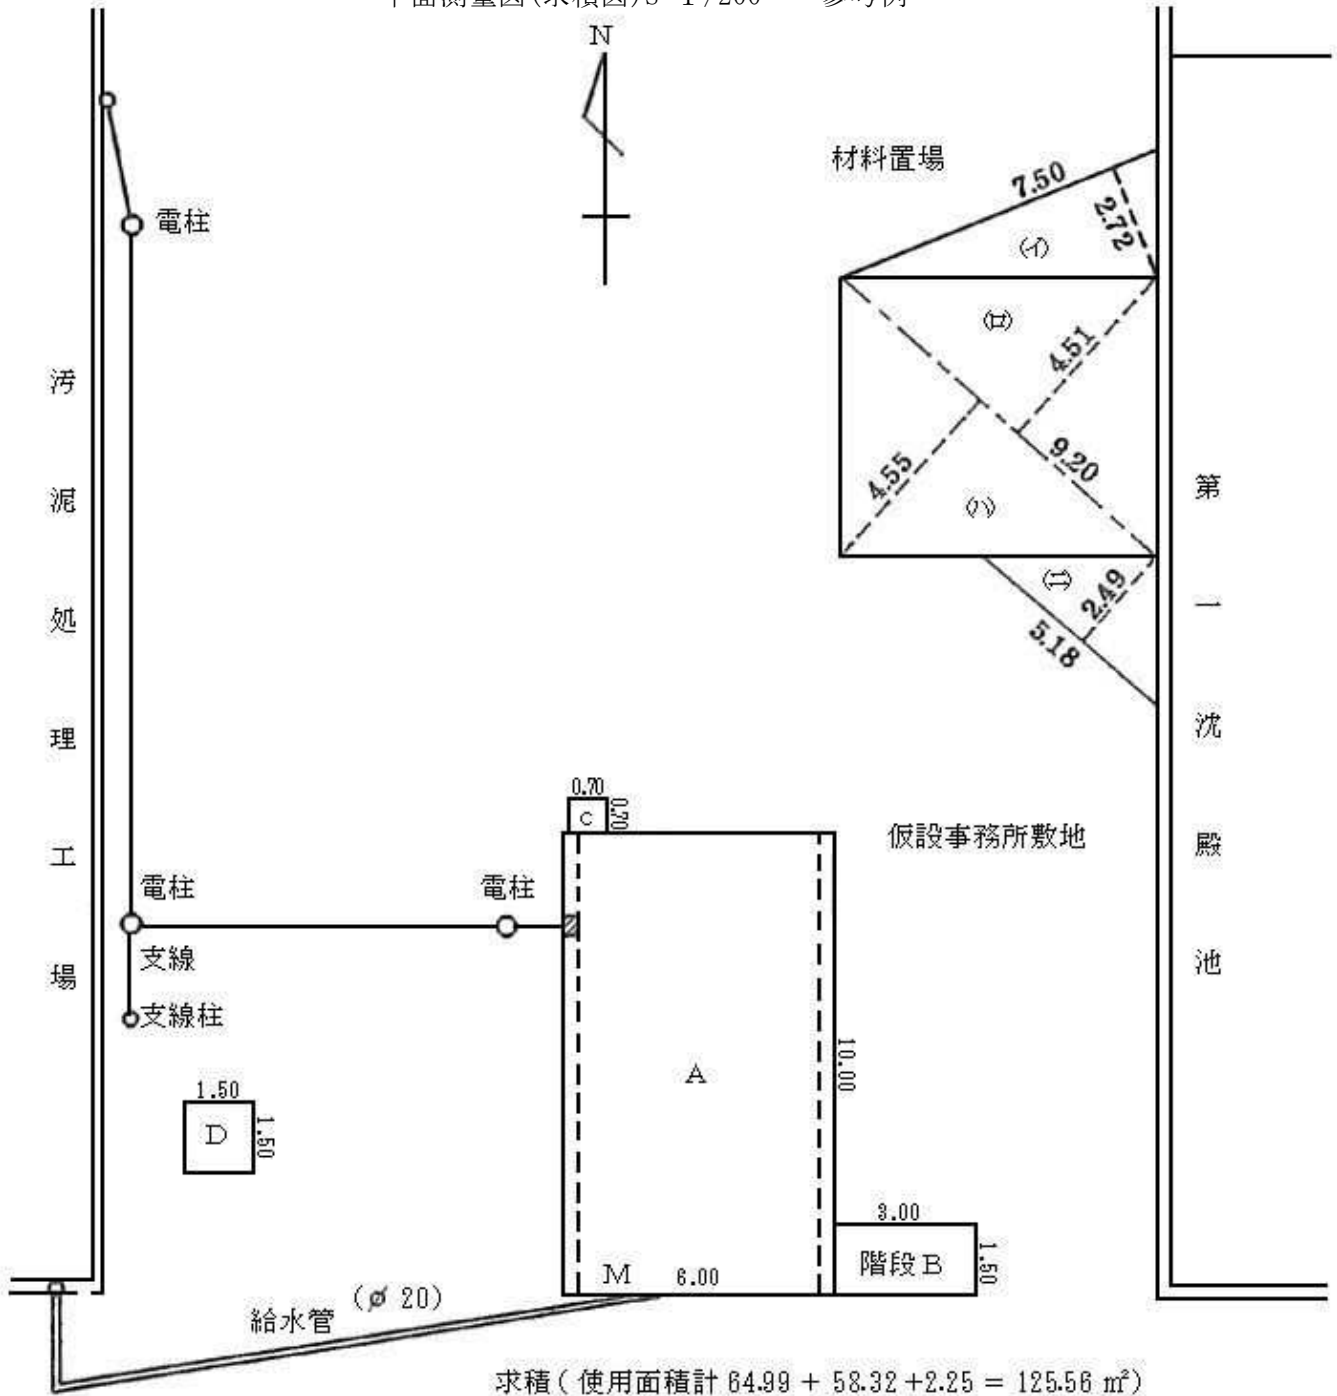 N
材料置場
7.50
2.72
(イ)
電柱
(ロ)
4.51
9.20
4.55
(ハ)
(ニ)
2.49
5.18
汚泥処理工場
第一沈殿池
0.70
0.70
C
仮設事務所敷地
電柱
電柱
支線
支線柱
A
10.00
1.50
D
1.50
3.00
階段B
1.50
M
6.00
給水管
(φ 20)
求積 ( 使用面積計 64.99 + 58.32 +2.25 = 125.56 ㎡)